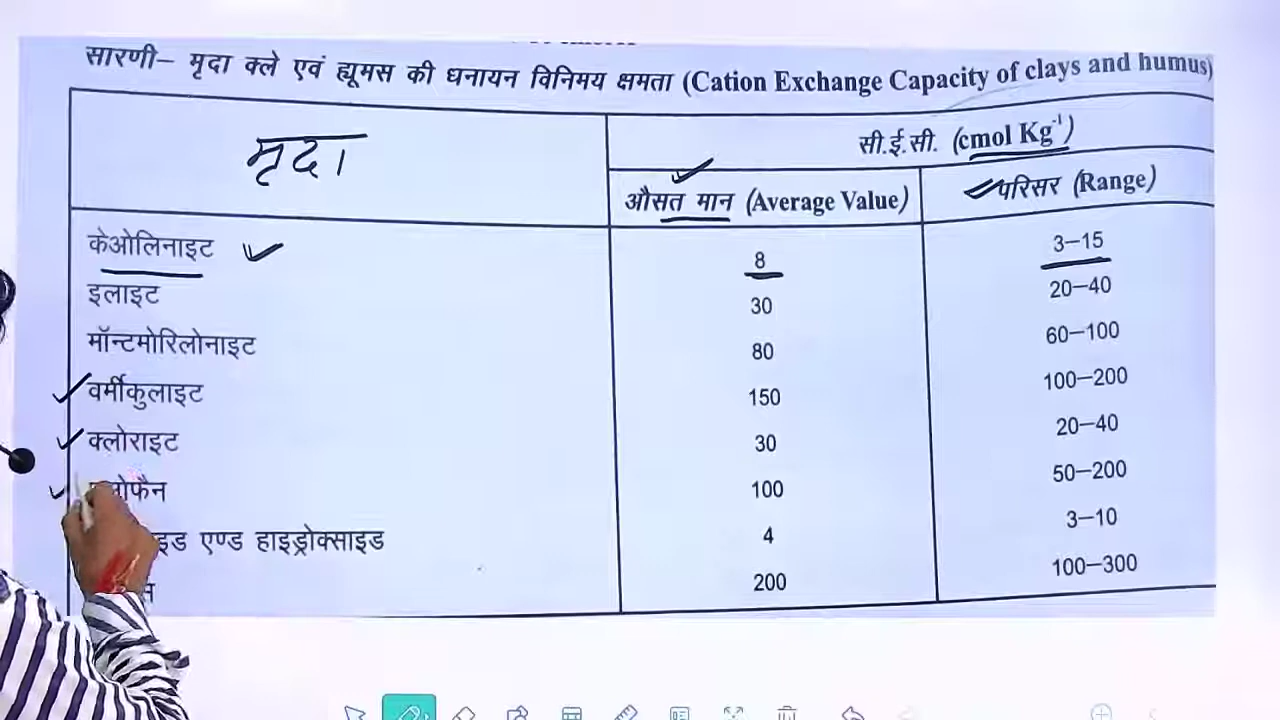 सारणी– मृदा क्ले एवं ह्यूमस की धनायन विनिमय क्षमता (Cation Exchange Capacity of clays and humus)
मृदा
सी.ई.सी. (cmol Kg⁻¹)
औसत मान (Average Value) परिसर (Range)
केओलिनाइट 8 3–15
इलाइट 30 20–40
मॉन्टमोरिलोनाइट 80 60–100
वर्मीकुलाइट 150 100–200
क्लोराइट 30 20–40
100 50–200
एण्ड हाइड्रोक्साइड 4 3–10
200 100–300